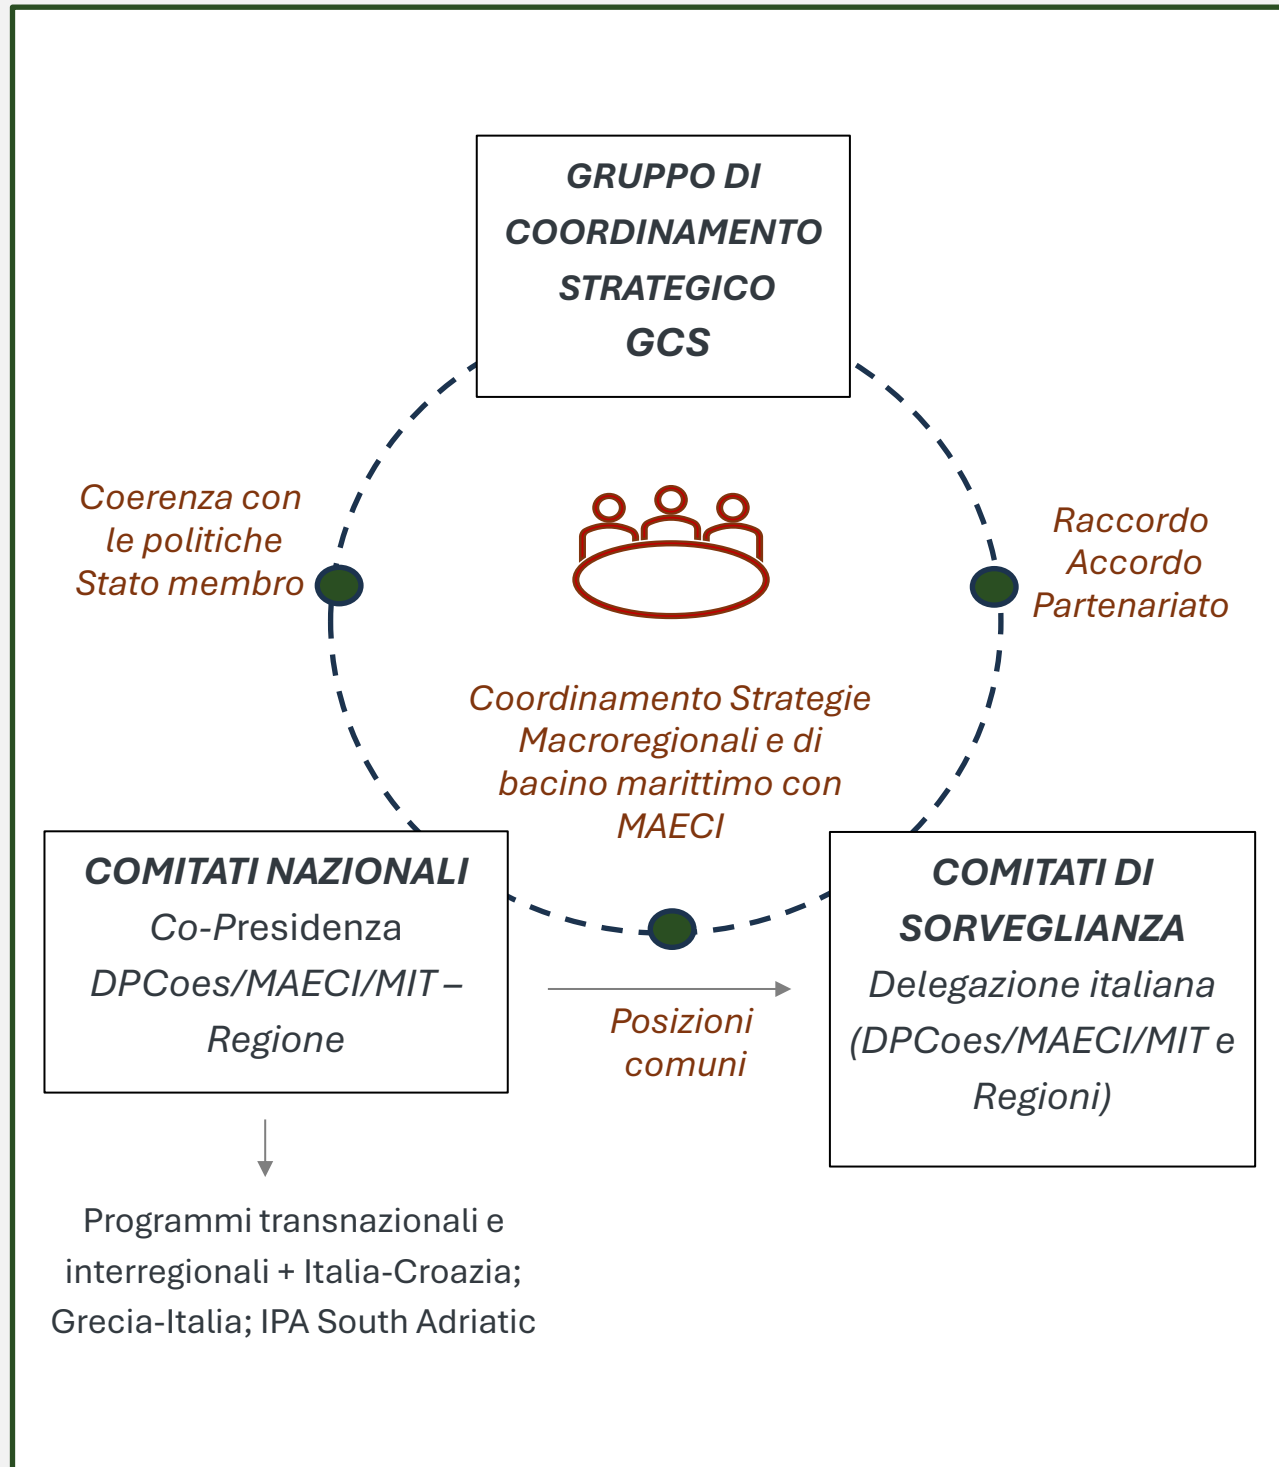 GRUPPO DI
COORDINAMENTO
STRATEGICO
GCS
Coerenza con
le politiche
Stato membro
Raccordo
Accordo
Partenariato
Coordinamento Strategie
Macroregionali e di
bacino marittimo con
MAECI
COMITATI NAZIONALI
Co-Presidenza
DPCoes/MAECI/MIT –
Regione
Posizioni
comuni
COMITATI DI
SORVEGLIANZA
Delegazione italiana
(DPCoes/MAECI/MIT e
Regioni)
Programmi transnazionali e
interregionali + Italia-Croazia;
Grecia-Italia; IPA South Adriatic